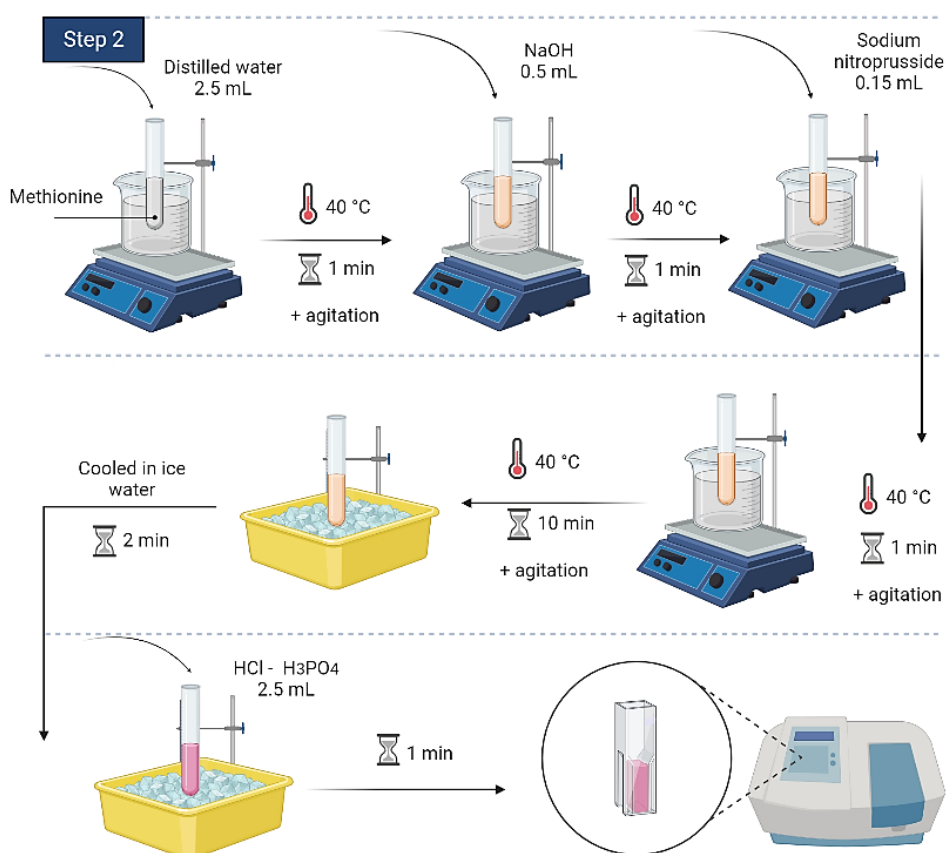 Step 2
Distilled water
2.5 mL
NaOH
0.5 mL
Sodium
nitroprusside
0.15 mL
Methionine
40 °C
1 min
+ agitation
40 °C
1 min
+ agitation
40 °C
1 min
+ agitation
40 °C
10 min
+ agitation
Cooled in ice
water
2 min
HCl - H3PO4
2.5 mL
1 min